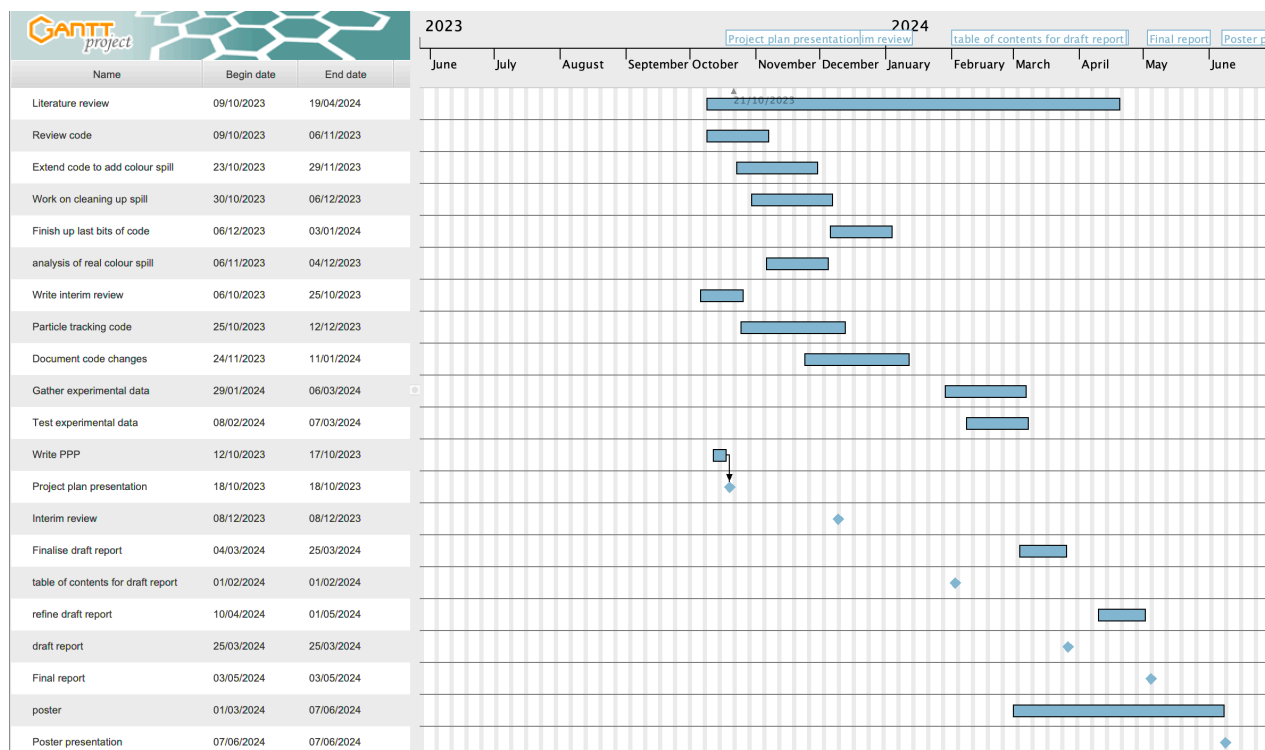 GANTT
project
2023
2024
Project plan presentation
im review
table of contents for draft report
Final report
Poster p
Name Begin date End date
June July August September October November December January February March April May June
21/10/2023
Literature review 09/10/2023 19/04/2024
Review code 09/10/2023 06/11/2023
Extend code to add colour spill 23/10/2023 29/11/2023
Work on cleaning up spill 30/10/2023 06/12/2023
Finish up last bits of code 06/12/2023 03/01/2024
analysis of real colour spill 06/11/2023 04/12/2023
Write interim review 06/10/2023 25/10/2023
Particle tracking code 25/10/2023 12/12/2023
Document code changes 24/11/2023 11/01/2024
Gather experimental data 29/01/2024 06/03/2024
Test experimental data 08/02/2024 07/03/2024
Write PPP 12/10/2023 17/10/2023
Project plan presentation 18/10/2023 18/10/2023
Interim review 08/12/2023 08/12/2023
Finalise draft report 04/03/2024 25/03/2024
table of contents for draft report 01/02/2024 01/02/2024
refine draft report 10/04/2024 01/05/2024
draft report 25/03/2024 25/03/2024
Final report 03/05/2024 03/05/2024
poster 01/03/2024 07/06/2024
Poster presentation 07/06/2024 07/06/2024